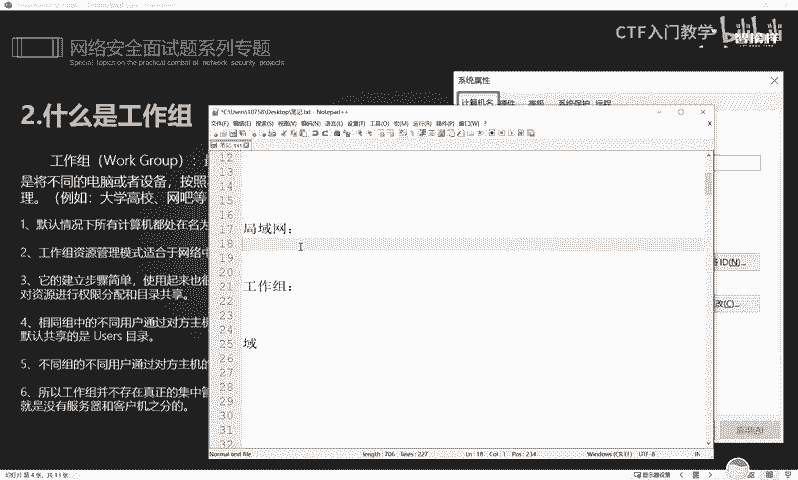 CTF入门教学
网络安全面试题系列专题
Special topics on the practical combat of network security projects
2.什么是工作组
工作组（Work Group）：
是将不同的电脑或者设备，按照
理。（例如：大学高校、网吧等
1、默认情况下所有计算机都处在名为
2、工作组资源管理模式适合于网络中
3、它的建立步骤简单，使用起来也很
对资源进行权限分配和目录共享。
4、相同组中的不同用户通过对方主机
默认共享的是 Users 目录。
5、不同组的不同用户通过对方主机的
6、所以工作组并不存在真正的集中管
就是没有服务器和客户机之分的。
系统属性
计算机名 硬件 高级 系统保护 远程
ID(N)...
(C)...
应用(A)
*C:\Users\10758\Desktop\笔记.txt - Notepad++
文件(F) 编辑(E) 搜索(S) 视图(V) 编码(N) 语言(L) 设置(T) 工具(O) 宏(M) 运行(R) 插件(P) 窗口(W) ?
笔记.txt
12
13
14
15
16
17 局域网：
18
19
20
21 工作组：
22
23
24
25 域
26
27
28
29
30
31
32
Normal text file length : 706 lines : 227 Ln : 18 Col : 1 Pos : 234 Windows (CR LF) UTF-8
幻灯片 第 4 张，共 13 张
显示器设置